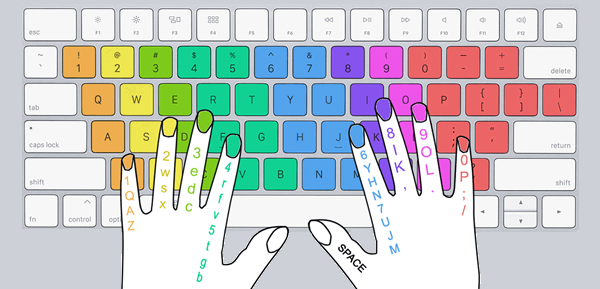 esc F1 F2 F3 F4 F5 F6 F7 F8 F9 F10 F11 F12
~ ! @ # $ % ^ & * ( ) — +
` 1 2 3 4 5 6 7 8 9 0 - = delete
tab Q W E R T Y U I O P { } |
[ ] \
caps lock A S D G H K : "
; ' return
shift B N M shift
fn control
1QAZ
2wsx
3edc
4rfv5tgb
6YHN7UJM
8IK,
9OL.
0P;/
SPACE